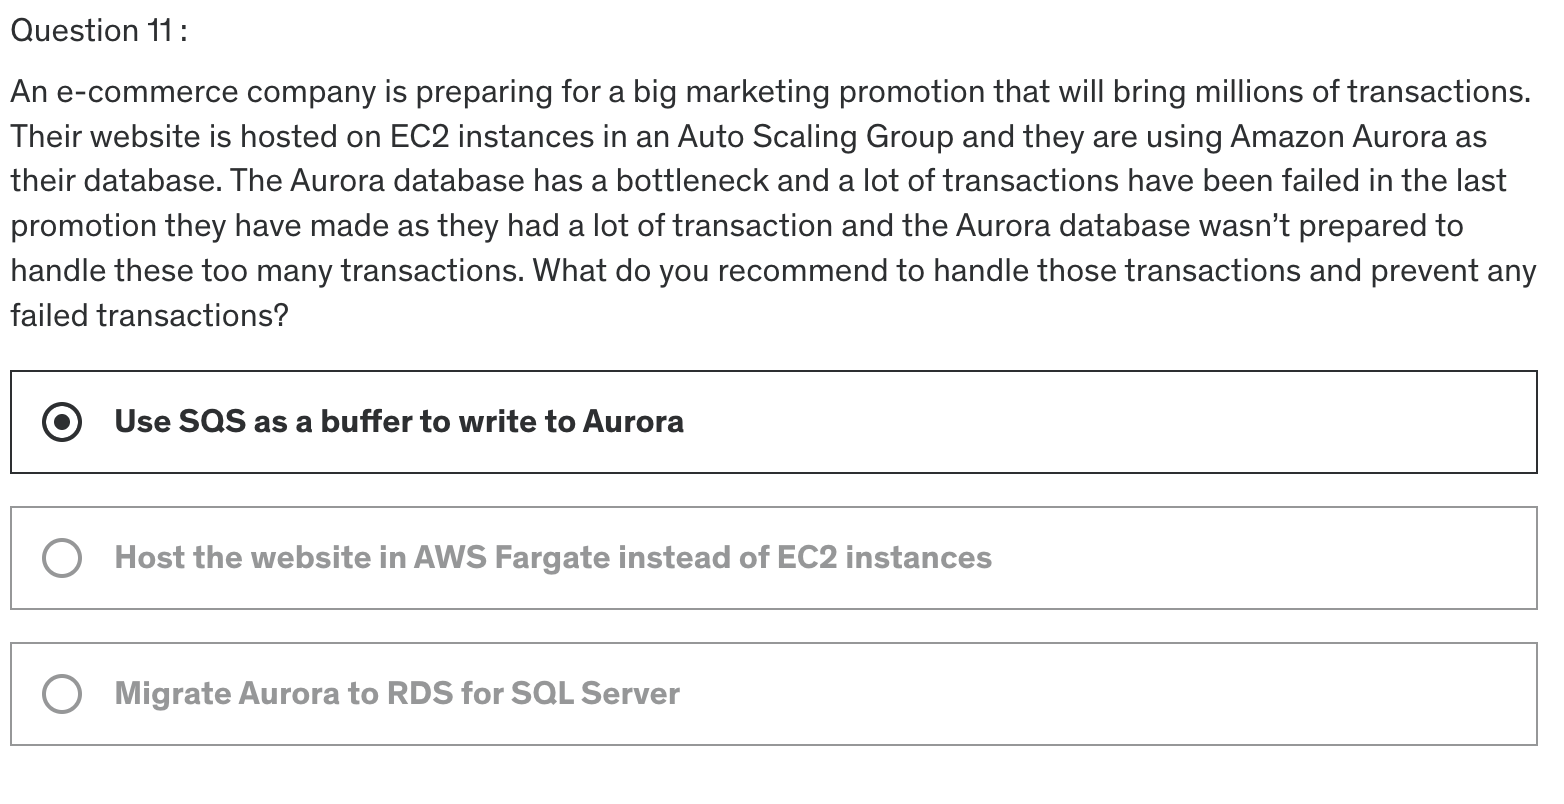 Question 11 :
An e-commerce company is preparing for a big marketing promotion that will bring millions of transactions.
Their website is hosted on EC2 instances in an Auto Scaling Group and they are using Amazon Aurora as
their database. The Aurora database has a bottleneck and a lot of transactions have been failed in the last
promotion they have made as they had a lot of transaction and the Aurora database wasn’t prepared to
handle these too many transactions. What do you recommend to handle those transactions and prevent any
failed transactions?
Use SQS as a buffer to write to Aurora
Host the website in AWS Fargate instead of EC2 instances
Migrate Aurora to RDS for SQL Server